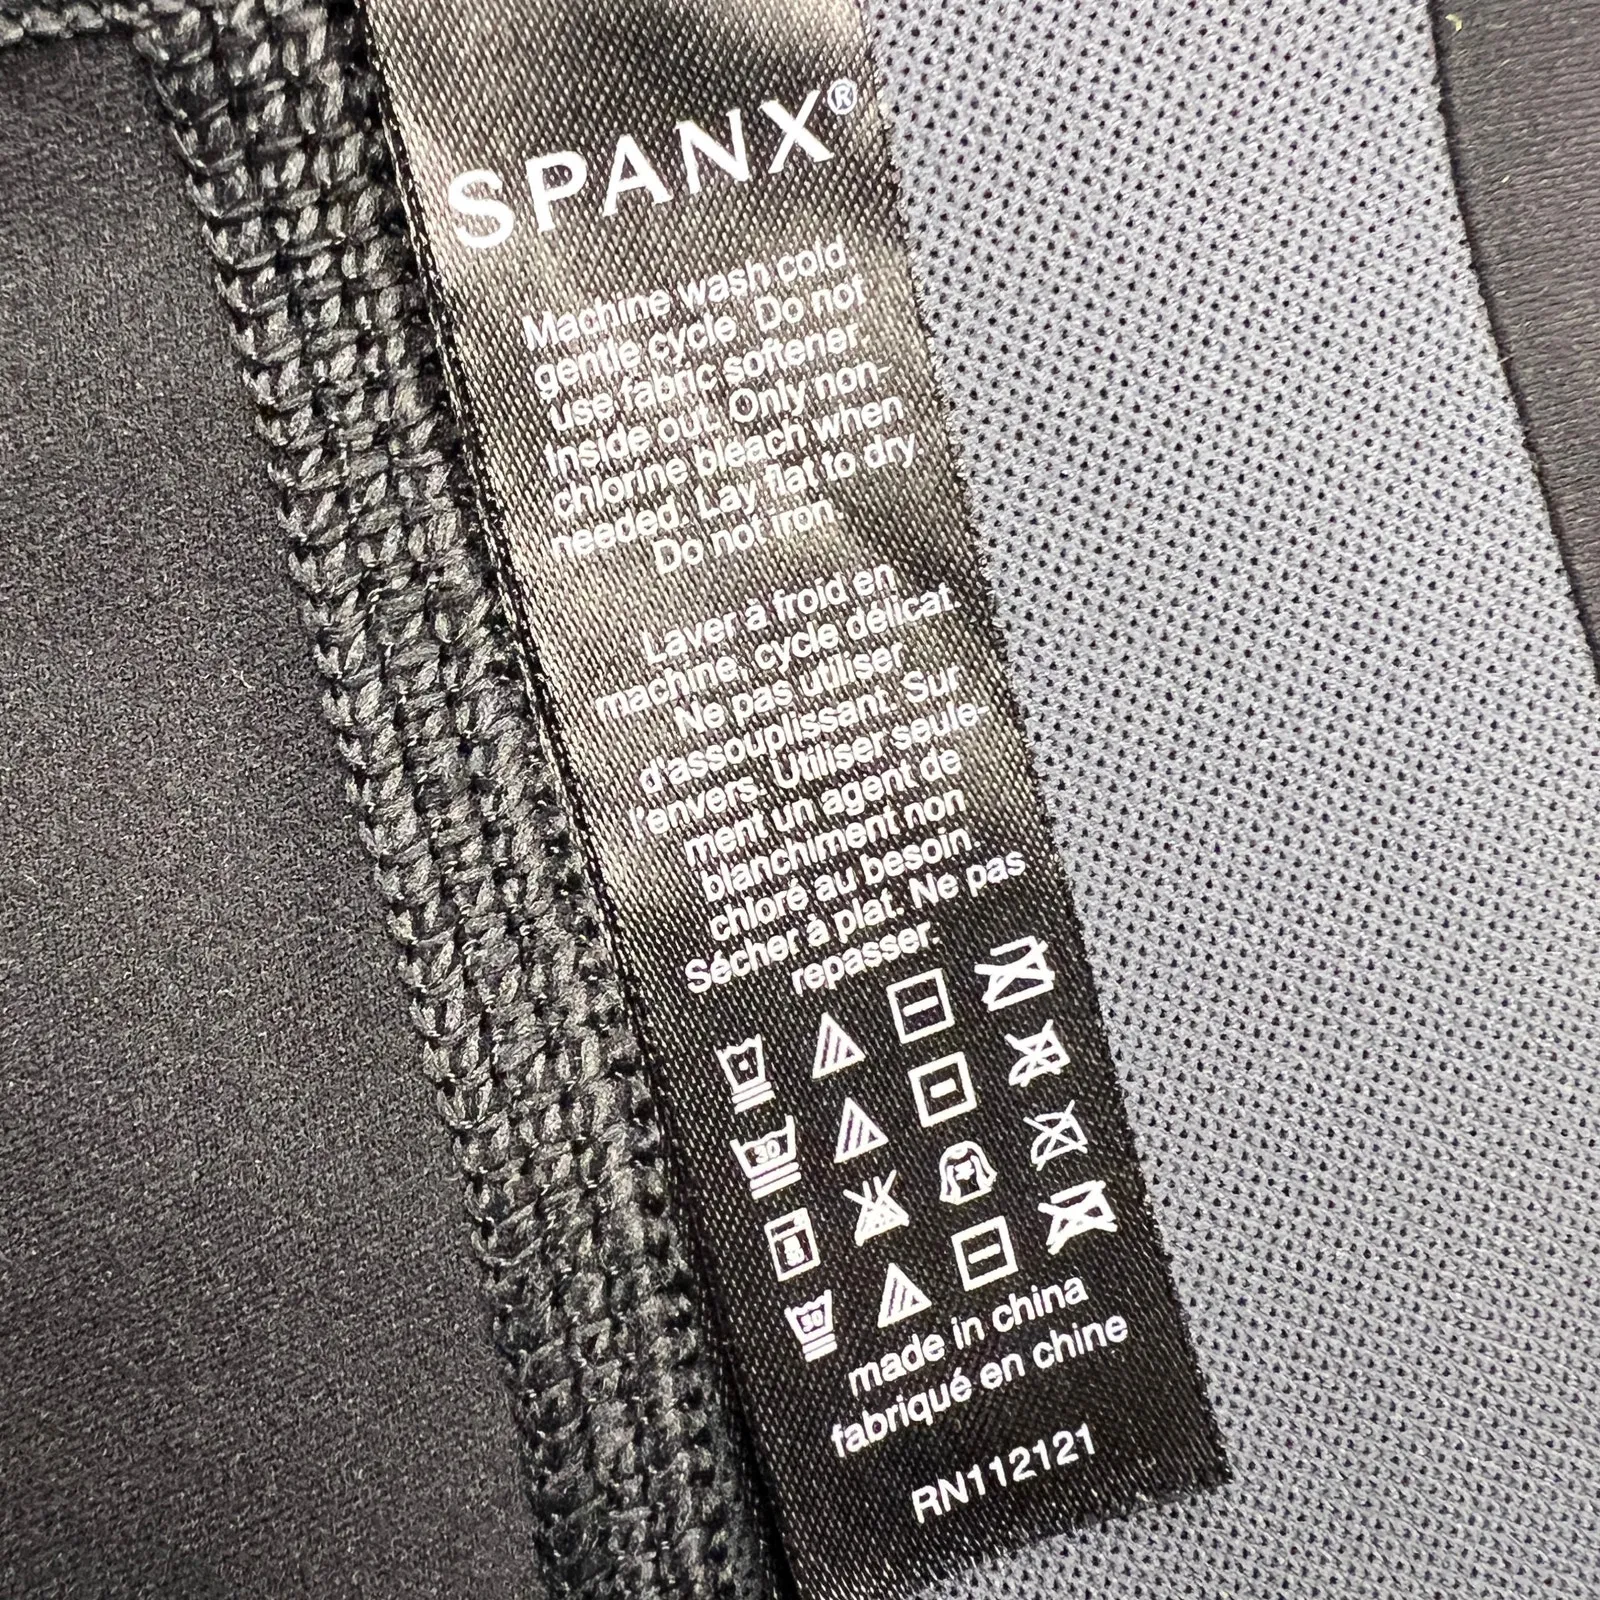 SPANX®
Machine wash cold
gentle cycle. Do not
use fabric softener.
Inside out. Only non-
chlorine bleach when
needed. Lay flat to dry.
Do not iron.
Laver à froid en
machine, cycle délicat.
Ne pas utiliser
d'assouplissant. Sur
l'envers. Utiliser seule-
ment un agent de
blanchiment non
chloré au besoin.
Sécher à plat. Ne pas
repasser.
30
30
made in china
fabriqué en chine
RN112121